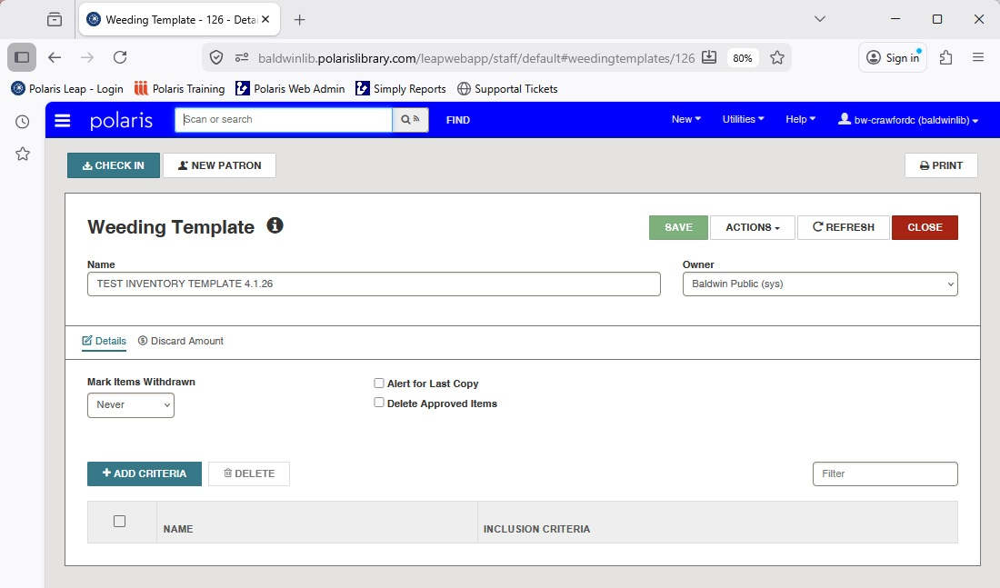 Weeding Template - 126 - Detai
baldwinlib.polarislibrary.com/leapwebapp/staff/default#weedingtemplates/126
80%
Sign in
Polaris Leap - Login
Polaris Training
Polaris Web Admin
Simply Reports
Supportal Tickets
polaris
Scan or search
FIND
New
Utilities
Help
bw-crawfordc (baldwinlib)
CHECK IN
NEW PATRON
PRINT
Weeding Template
SAVE
ACTIONS
REFRESH
CLOSE
Name
Owner
TEST INVENTORY TEMPLATE 4.1.26
Baldwin Public (sys)
Details
Discard Amount
Mark Items Withdrawn
Never
Alert for Last Copy
Delete Approved Items
ADD CRITERIA
DELETE
Filter
NAME
INCLUSION CRITERIA